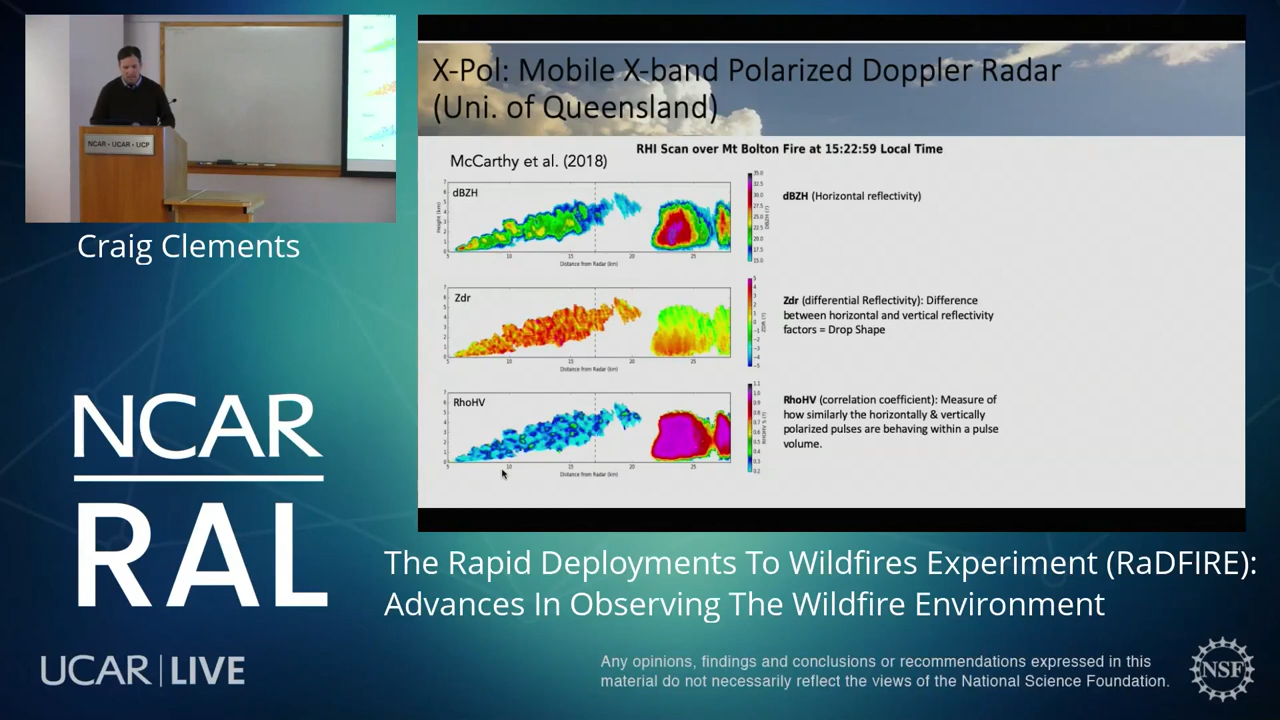 NCAR • UCAR • UCP
Craig Clements
NCAR
RAL
UCAR | LIVE
X-Pol: Mobile X-band Polarized Doppler Radar
(Uni. of Queensland)
McCarthy et al. (2018)
RHI Scan over Mt Bolton Fire at 15:22:59 Local Time
dBZH
Height (km)
Distance from Radar (km)
dBZH (Horizontal reflectivity)
Zdr
Distance from Radar (km)
Zdr (differential Reflectivity): Difference
between horizontal and vertical reflectivity
factors = Drop Shape
RhoHV
Distance from Radar (km)
RhoHV (correlation coefficient): Measure of
how similarly the horizontally & vertically
polarized pulses are behaving within a pulse
volume.
The Rapid Deployments To Wildfires Experiment (RaDFIRE):
Advances In Observing The Wildfire Environment
Any opinions, findings and conclusions or recommendations expressed in this
material do not necessarily reflect the views of the National Science Foundation.
NSF